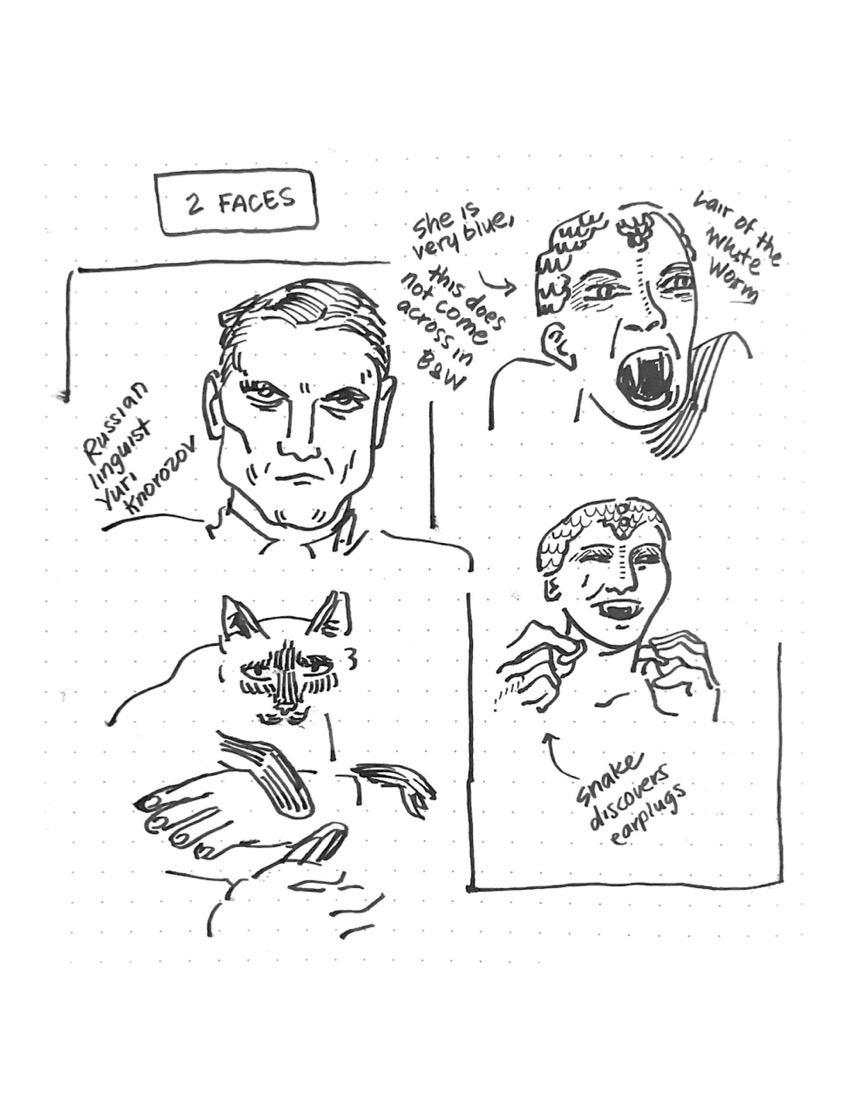 2 FACES
she is
very blue,
this does
not come
across in
B&W
Lair of the
White
Worm
Russian
linguist
Yuri
Knorozov
snake
discovers
earplugs